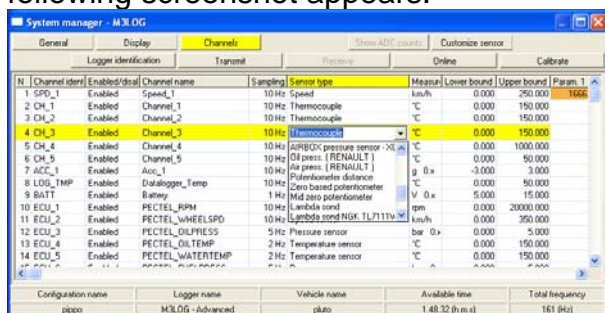 following screenshot appears:
System manager - M3LOG
General Display Channels Show ADC counts Customize sensor
Logger identification Transmit Receive Online Calibrate
N Channel ident Enabled/disal Channel name Sampling Sensor type Measure Lower bound Upper bound Param. 1
1 SPD_1 Enabled Speed_1 10 Hz Speed km/h 0.000 250.000 1666
2 CH_1 Enabled Channel_1 10 Hz Thermocouple °C 0.000 150.000
3 CH_2 Enabled Channel_2 10 Hz Thermocouple °C 0.000 150.000
4 CH_3 Enabled Channel_3 10 Hz Thermocouple °C 0.000 150.000
5 CH_4 Enabled Channel_4 10 Hz AIRBOX pressure sensor - °C 0.000 1000.000
6 CH_5 Enabled Channel_5 10 Hz Oil press. ( RENAULT ) °C 0.000 50.000
7 ACC_1 Enabled Acc_1 10 Hz Air press. ( RENAULT ) g 0.x -3.000 3.000
Potentiometer distance
8 LOG_TMP Enabled Datalogger_Temp 10 Hz Zero based potentiometer °C 0.000 50.000
9 BATT Enabled Battery 1 Hz Mid zero potentiometer V 0.x 5.000 15.000
10 ECU_1 Enabled PECTEL_RPM 10 Hz Lambda sond rpm 0.000 20000.000
11 ECU_2 Enabled PECTEL_WHEELSPD 10 Hz Lambda sond NGK TL7111 km/h 0.000 350.000
12 ECU_3 Enabled PECTEL_OILPRESS 5 Hz Pressure sensor bar 0.x 0.000 5.000
13 ECU_4 Enabled PECTEL_OILTEMP 2 Hz Temperature sensor °C 0.000 150.000
14 ECU_5 Enabled PECTEL_WATERTEMP 2 Hz Temperature sensor °C 0.000 150.000
Configuration name Logger name Vehicle name Available time Total frequency
pippo M3LOG - Advanced pluto 1.48.32 (h.m.s) 161 (Hz)